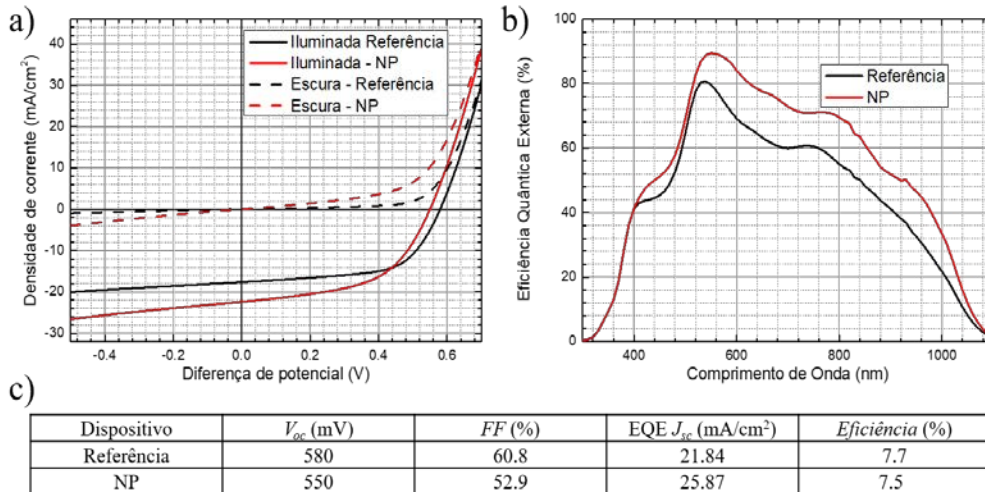 a)
Densidade de corrente (mA/cm²)
40
30
20
10
0
-10
-20
-30
Iluminada Referência
Iluminada - NP
Escura - Referência
Escura - NP
-0.4
-0.2
0.0
0.2
0.4
0.6
Diferença de potencial (V)
b)
Eficiência Quântica Externa (%)
100
80
60
40
20
0
Referência
NP
400
600
800
1000
Comprimento de Onda (nm)
c)
Dispositivo Voc (mV) FF (%) EQE Jsc (mA/cm²) Eficiência (%)
Referência 580 60.8 21.84 7.7
NP 550 52.9 25.87 7.5